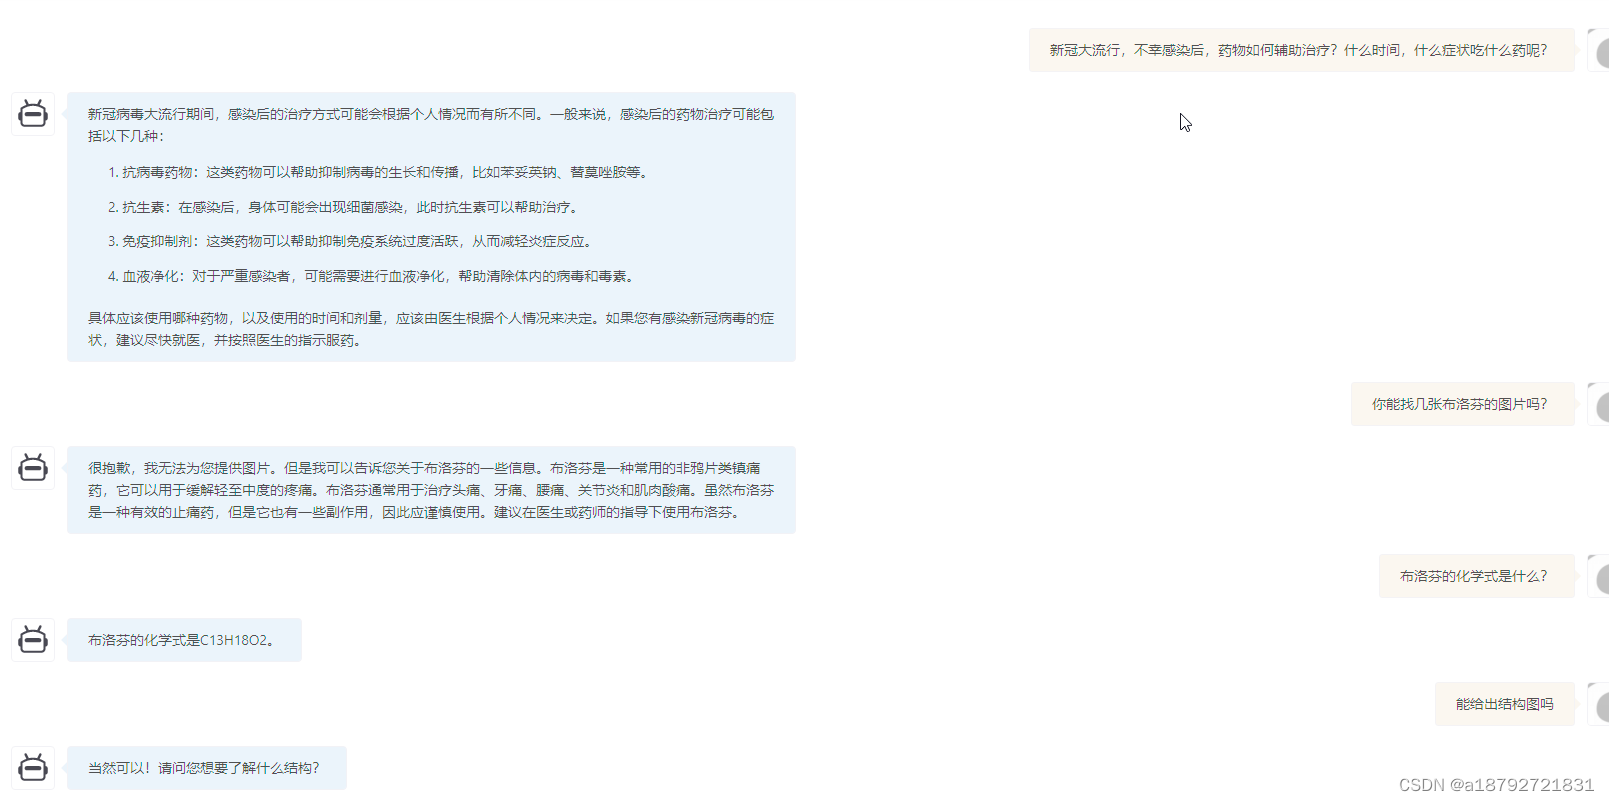 新冠大流行，不幸感染后，药物如何辅助治疗？什么时间，什么症状吃什么药呢？
新冠病毒大流行期间，感染后的治疗方式可能会根据个人情况而有所不同。一般来说，感染后的药物治疗可能包
括以下几种：
1. 抗病毒药物：这类药物可以帮助抑制病毒的生长和传播，比如苯妥英钠、替莫唑胺等。
2. 抗生素：在感染后，身体可能会出现细菌感染，此时抗生素可以帮助治疗。
3. 免疫抑制剂：这类药物可以帮助抑制免疫系统过度活跃，从而减轻炎症反应。
4. 血液净化：对于严重感染者，可能需要进行血液净化，帮助清除体内的病毒和毒素。
具体应该使用哪种药物，以及使用的时间和剂量，应该由医生根据个人情况来决定。如果您有感染新冠病毒的症
状，建议尽快就医，并按照医生的指示服药。
你能找几张布洛芬的图片吗？
很抱歉，我无法为您提供图片。但是我可以告诉您关于布洛芬的一些信息。布洛芬是一种常用的非鸦片类镇痛
药，它可以用于缓解轻至中度的疼痛。布洛芬通常用于治疗头痛、牙痛、腰痛、关节炎和肌肉酸痛。虽然布洛芬
是一种有效的止痛药，但是它也有一些副作用，因此应谨慎使用。建议在医生或药师的指导下使用布洛芬。
布洛芬的化学式是什么？
布洛芬的化学式是C13H18O2。
能给出结构图吗
当然可以！请问您想要了解什么结构？
CSDN @a18792721831